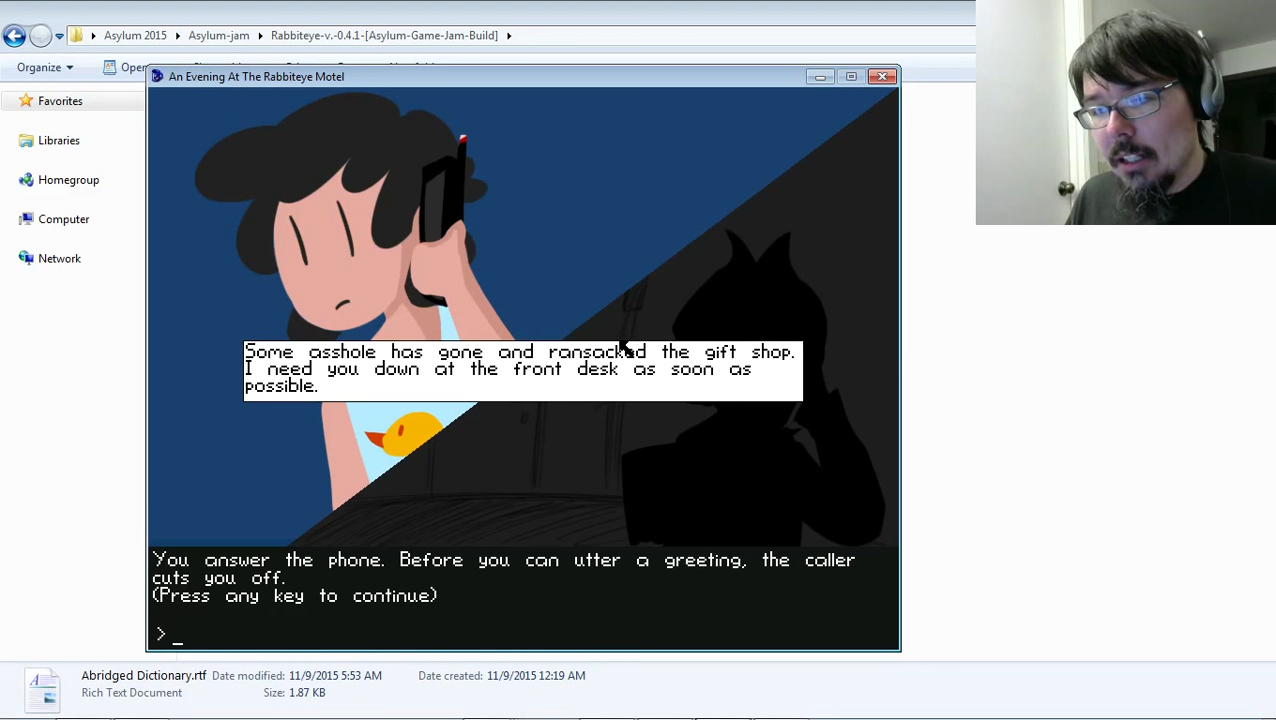 Asylum 2015
Asylum-jam
Rabbiteye-v.-0.4.1-[Asylum-Game-Jam-Build]
Organize
Open
An Evening At The Rabbiteye Motel
Favorites
Libraries
Homegroup
Computer
Network
Some asshole has gone and ransacked the gift shop.
I need you down at the front desk as soon as
possible.
You answer the phone. Before you can utter a greeting, the caller
cuts you off.
(Press any key to continue)
>_
Abridged Dictionary.rtf
Date modified: 11/9/2015 5:53 AM
Date created: 11/9/2015 12:19 AM
Rich Text Document
Size: 1.87 KB